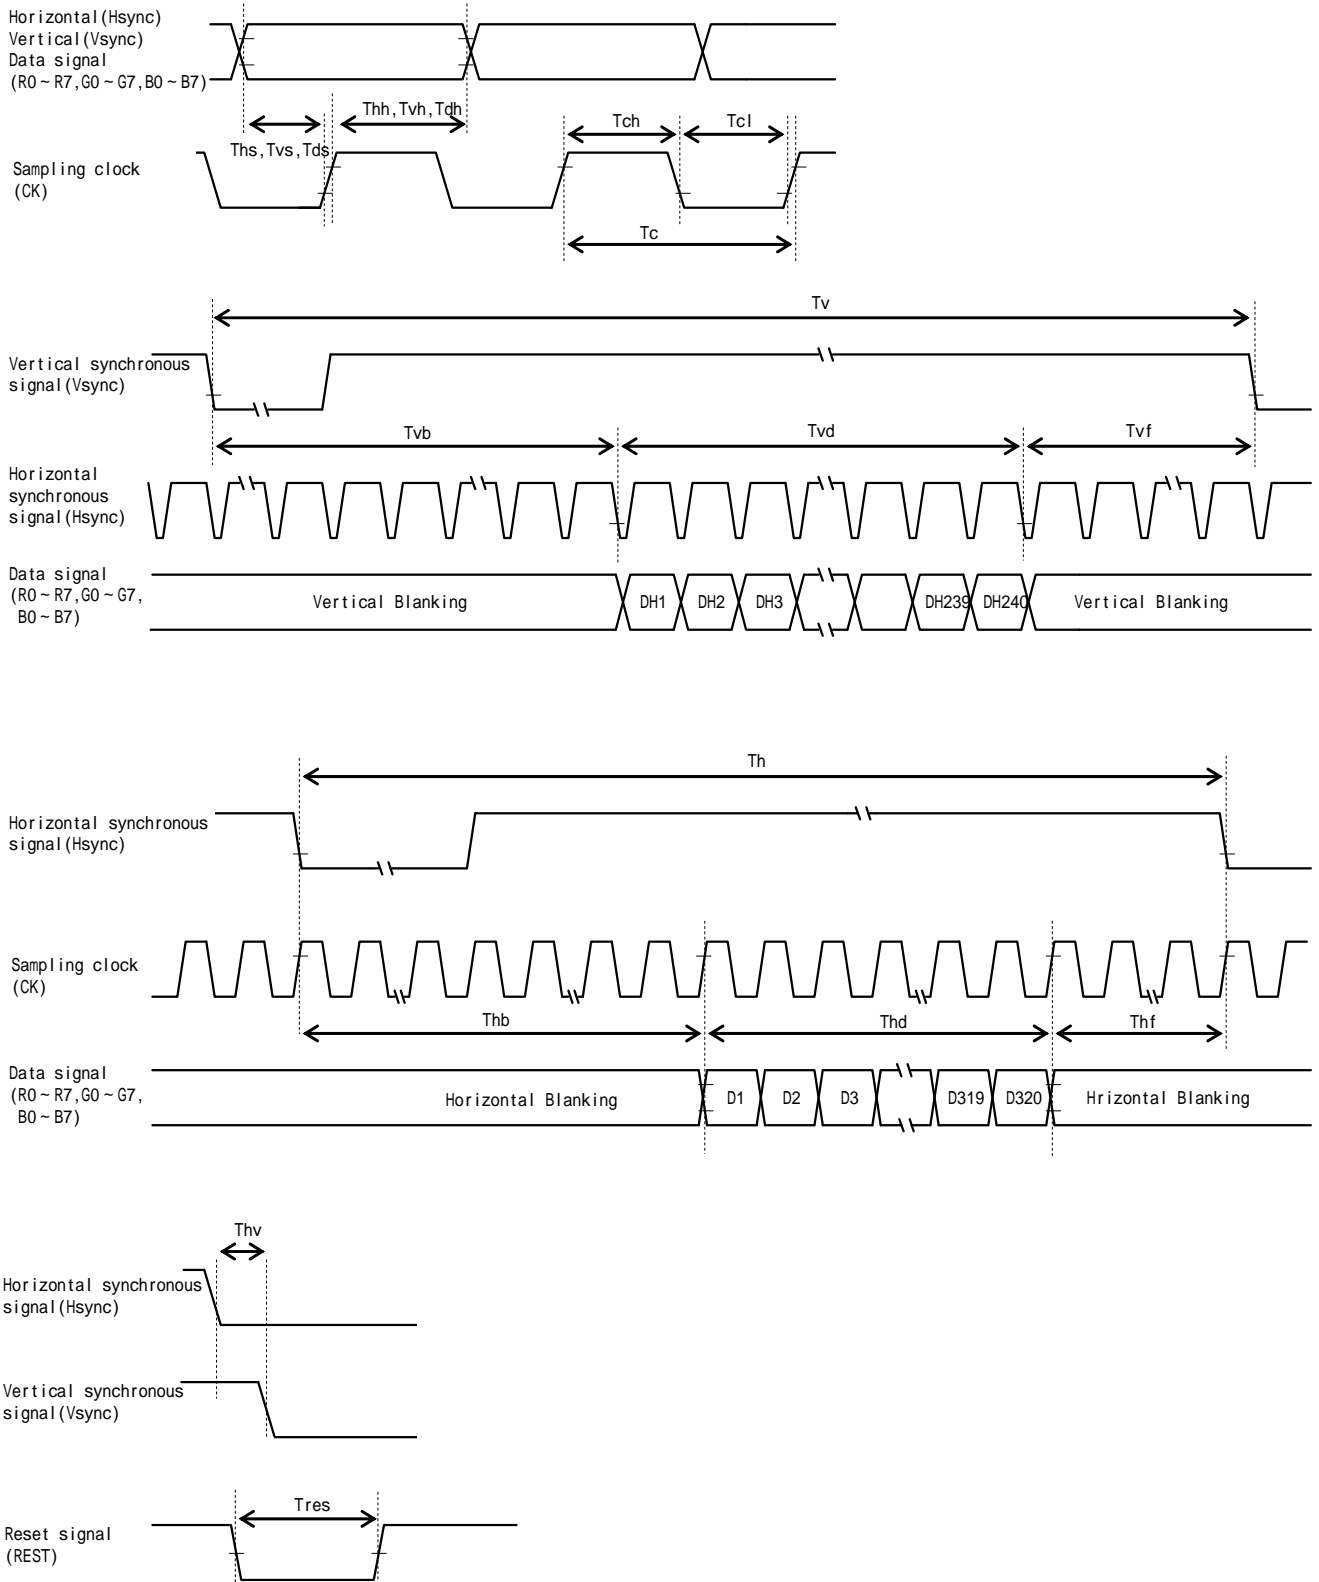 Horizontal(Hsync)
Vertical(Vsync)
Data signal
(R0~R7,G0~G7,B0~B7)
Thh,Tvh,Tdh
Ths,Tvs,Tds
Tch
Tcl
Sampling clock
(CK)
Tc
Tv
Vertical synchronous
signal(Vsync)
Tvb
Tvd
Tvf
Horizontal
synchronous
signal(Hsync)
Data signal
(R0~R7,G0~G7,
B0~B7)
Vertical Blanking
DH1
DH2
DH3
DH239
DH240
Vertical Blanking
Th
Horizontal synchronous
signal(Hsync)
Sampling clock
(CK)
Thb
Thd
Thf
Data signal
(R0~R7,G0~G7,
B0~B7)
Horizontal Blanking
D1
D2
D3
D319
D320
Hrizontal Blanking
Thv
Horizontal synchronous
signal(Hsync)
Vertical synchronous
signal(Vsync)
Tres
Reset signal
(REST)